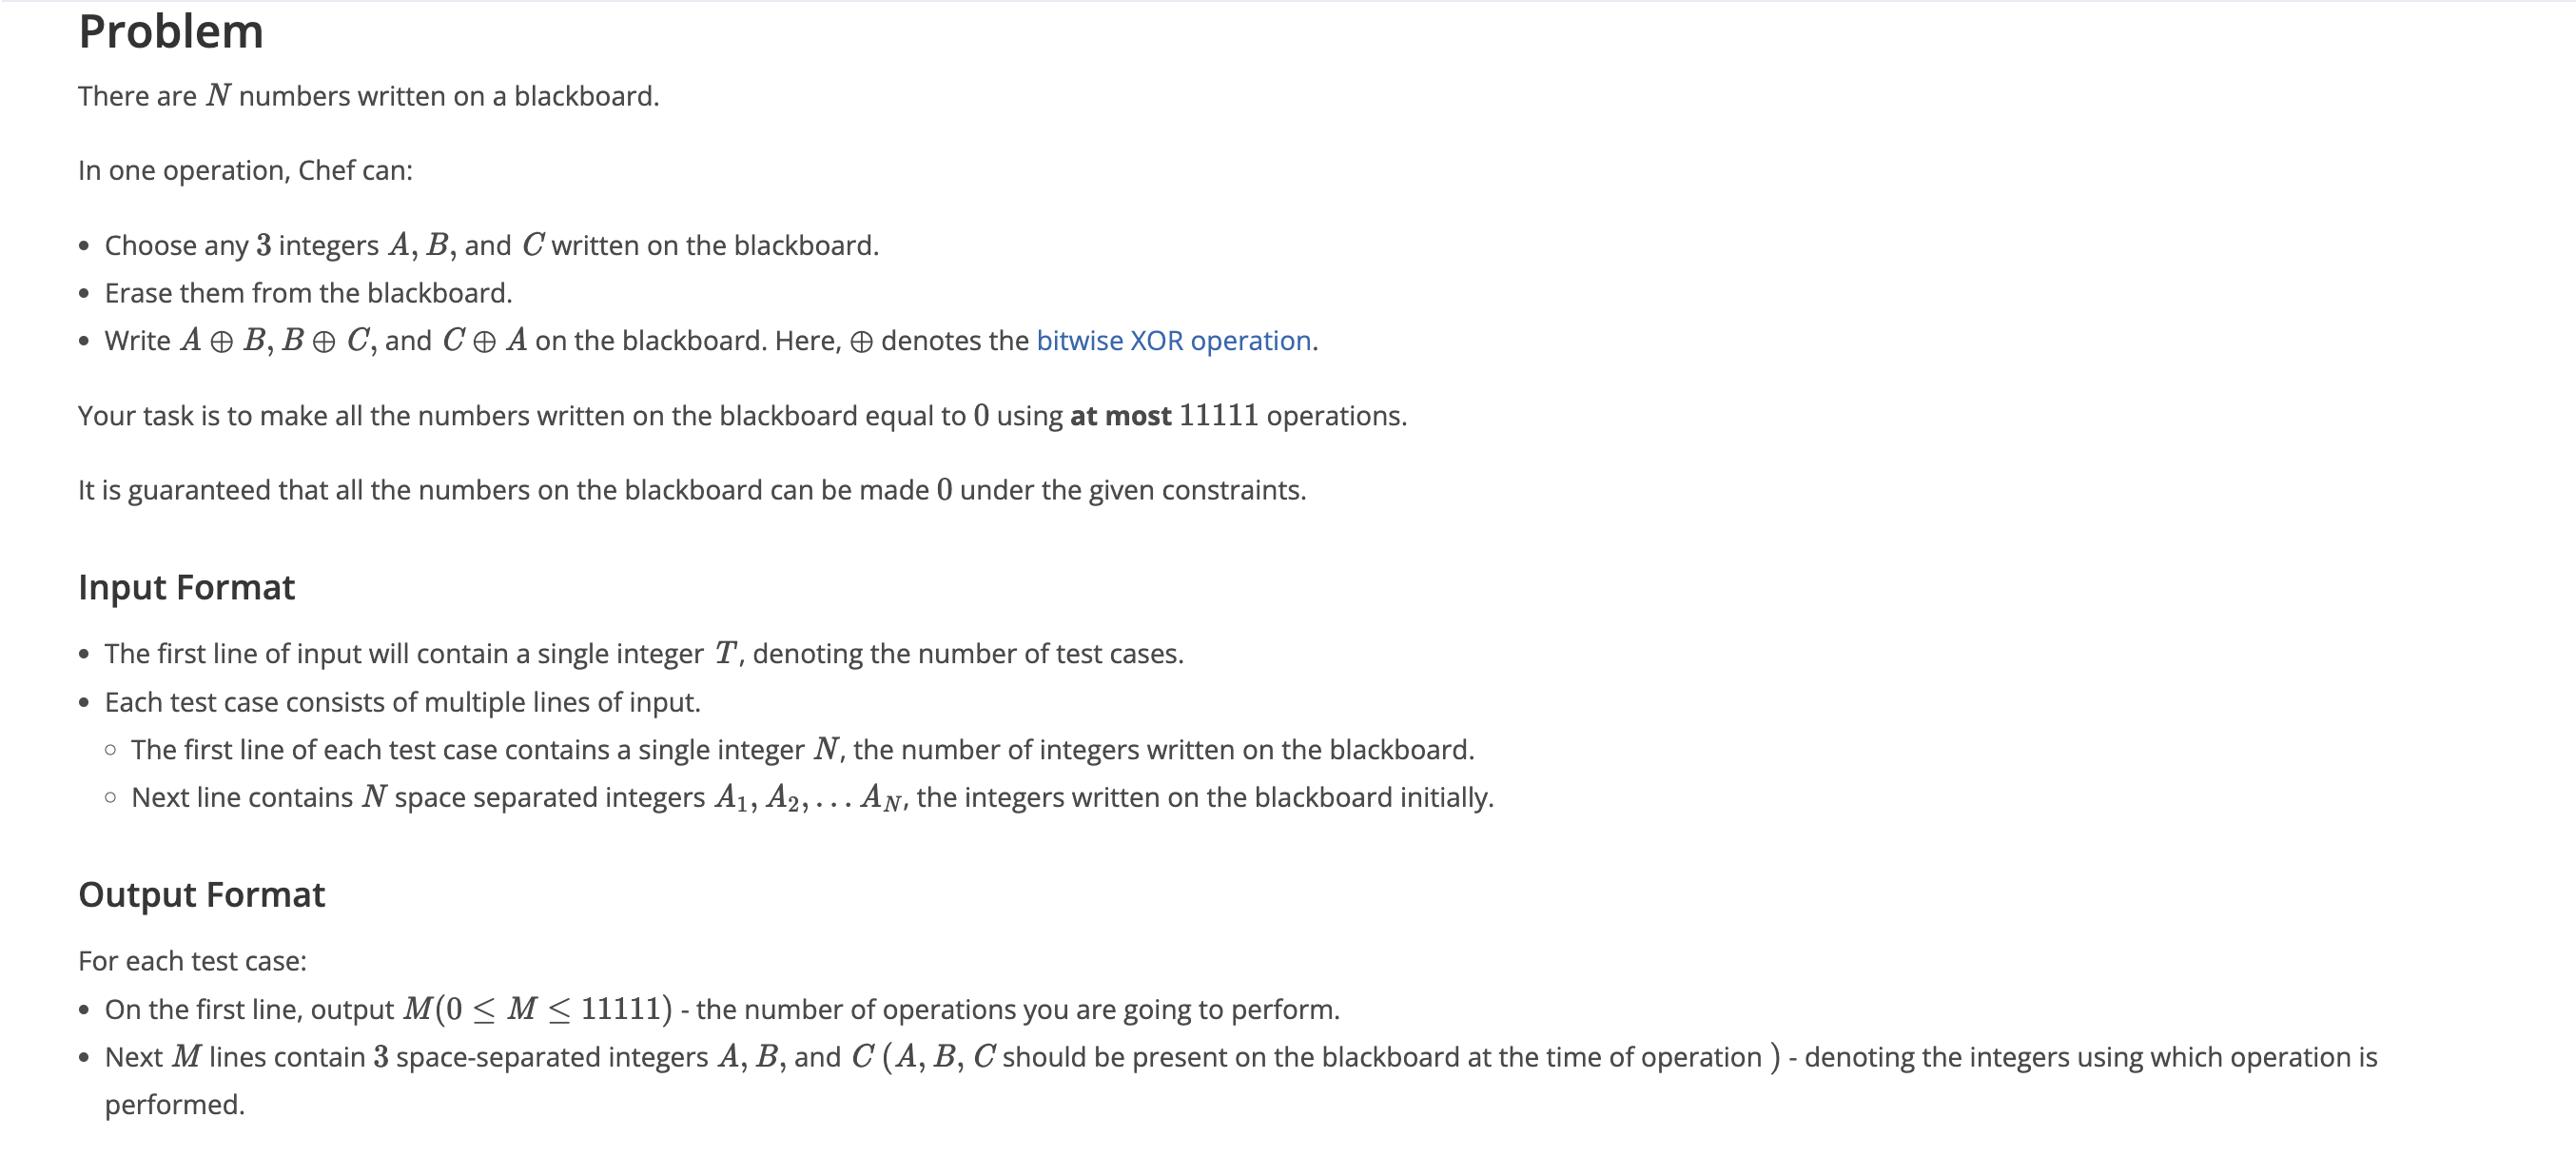 Problem
There are N numbers written on a blackboard.
In one operation, Chef can:
• Choose any 3 integers A, B, and C written on the blackboard.
• Erase them from the blackboard.
• Write A ⊕ B, B ⊕ C, and C ⊕ A on the blackboard. Here, ⊕ denotes the bitwise XOR operation.
Your task is to make all the numbers written on the blackboard equal to 0 using at most 11111 operations.
It is guaranteed that all the numbers on the blackboard can be made 0 under the given constraints.
Input Format
• The first line of input will contain a single integer T, denoting the number of test cases.
• Each test case consists of multiple lines of input.
◦ The first line of each test case contains a single integer N, the number of integers written on the blackboard.
◦ Next line contains N space separated integers A₁, A₂, . . . A_N, the integers written on the blackboard initially.
Output Format
For each test case:
• On the first line, output M(0 ≤ M ≤ 11111) - the number of operations you are going to perform.
• Next M lines contain 3 space-separated integers A, B, and C (A, B, C should be present on the blackboard at the time of operation ) - denoting the integers using which operation is
performed.